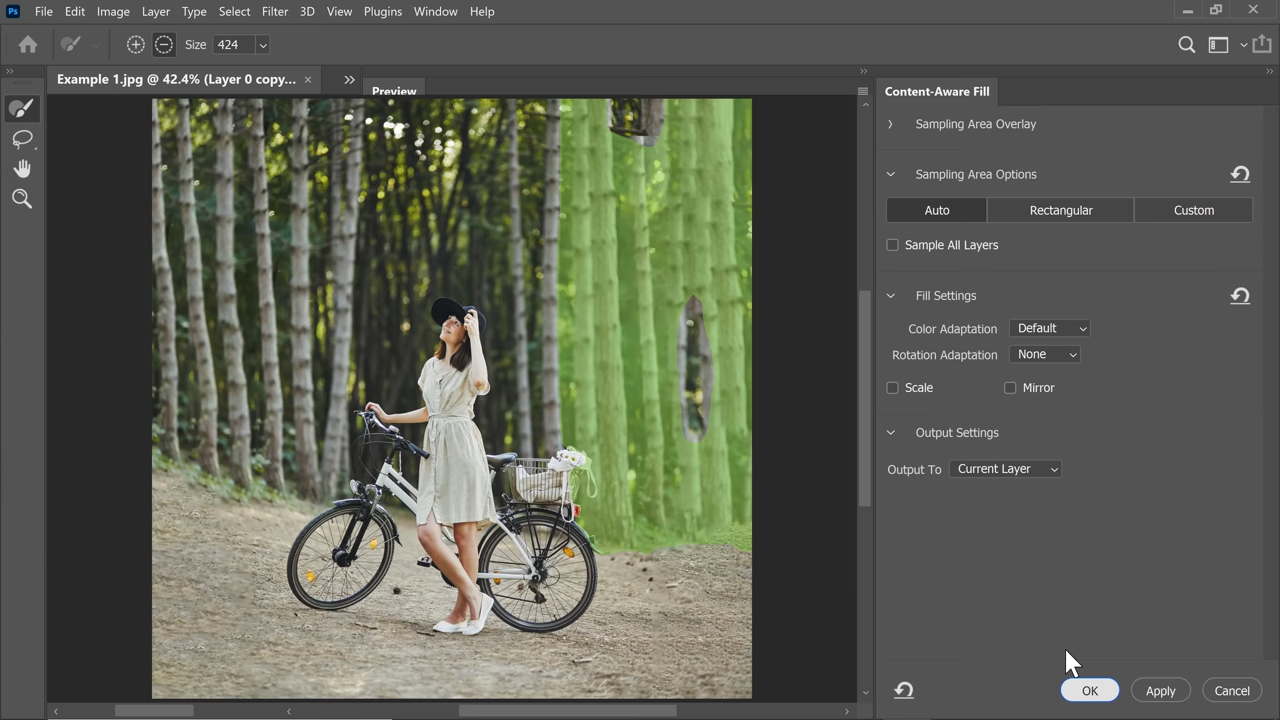 Ps File Edit Image Layer Type Select Filter 3D View Plugins Window Help
Size 424
Example 1.jpg @ 42.4% (Layer 0 copy... ×
Preview
Content-Aware Fill
Sampling Area Overlay
Sampling Area Options
Auto Rectangular Custom
Sample All Layers
Fill Settings
Color Adaptation Default
Rotation Adaptation None
Scale Mirror
Output Settings
Output To Current Layer
OK Apply Cancel